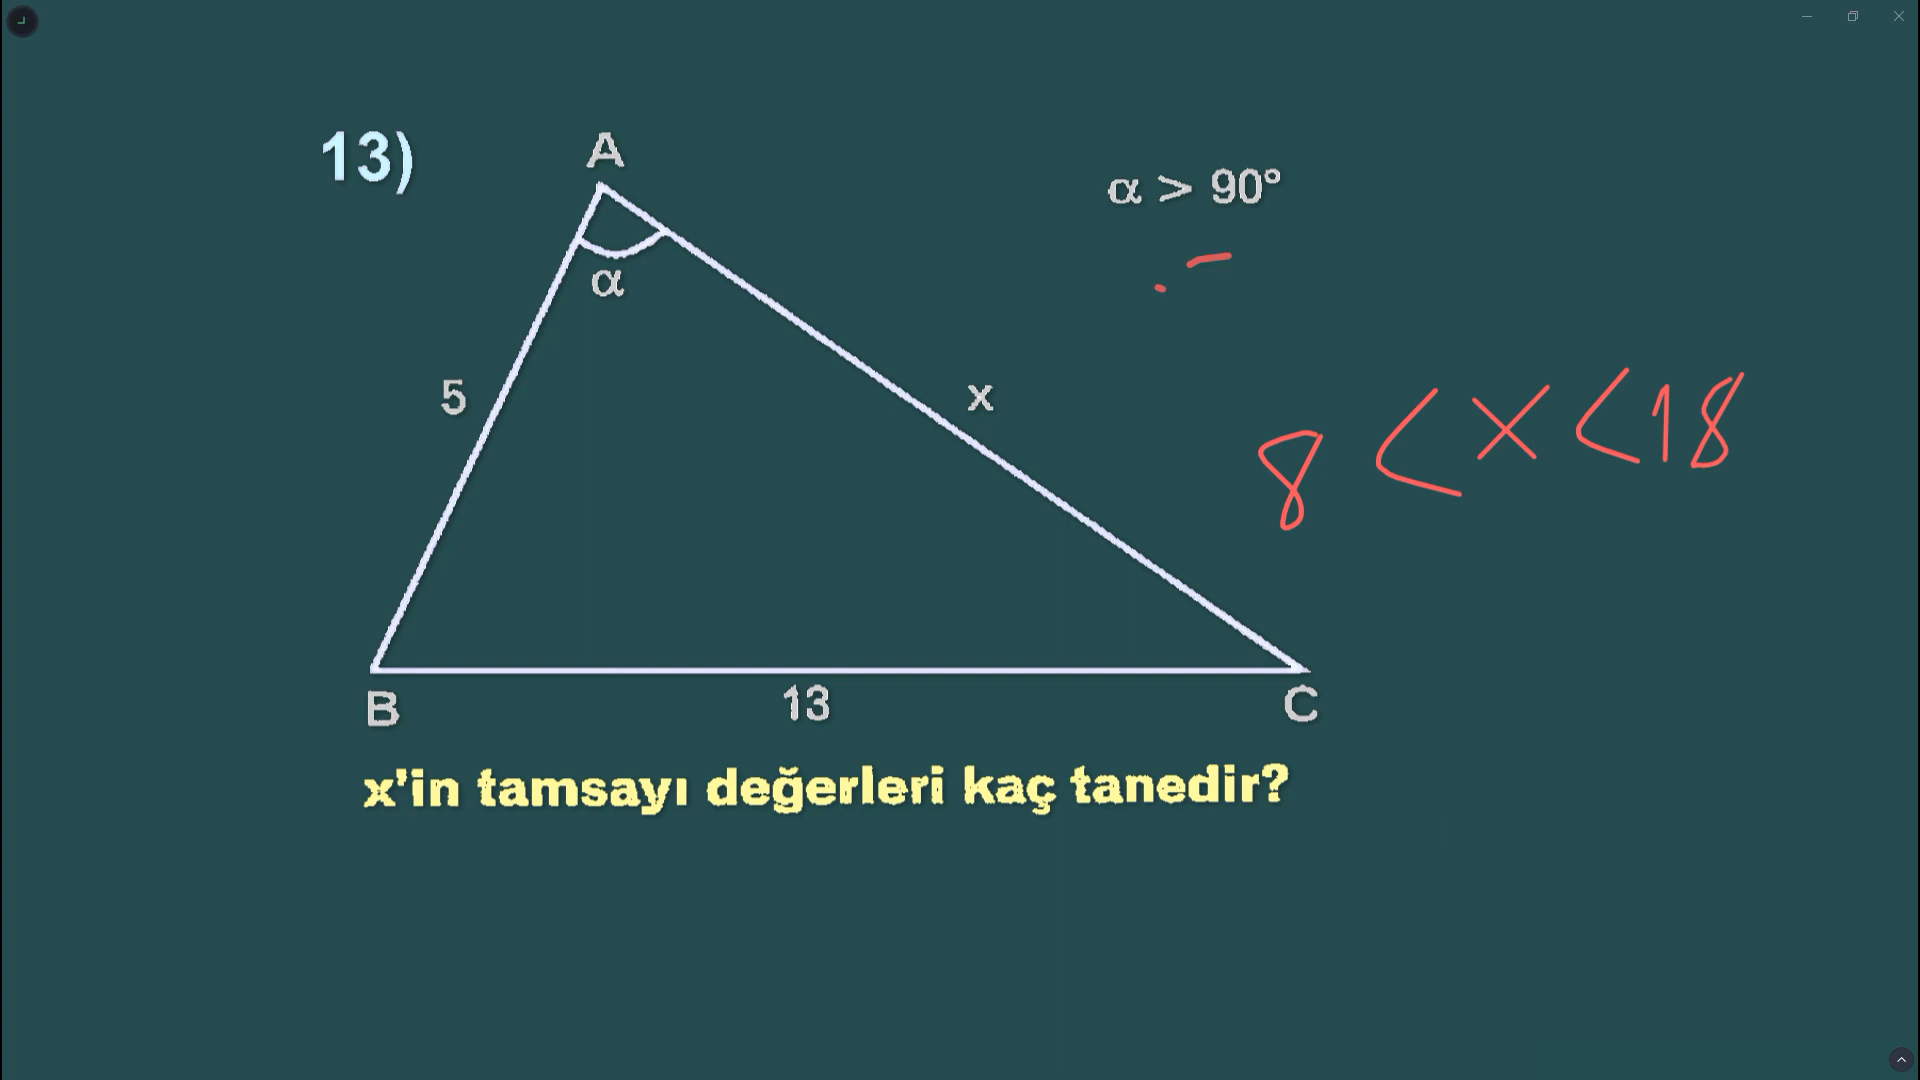 13)
A
α > 90°
α
5
x
8 < x < 18
B
13
C
x'in tamsayı değerleri kaç tanedir?